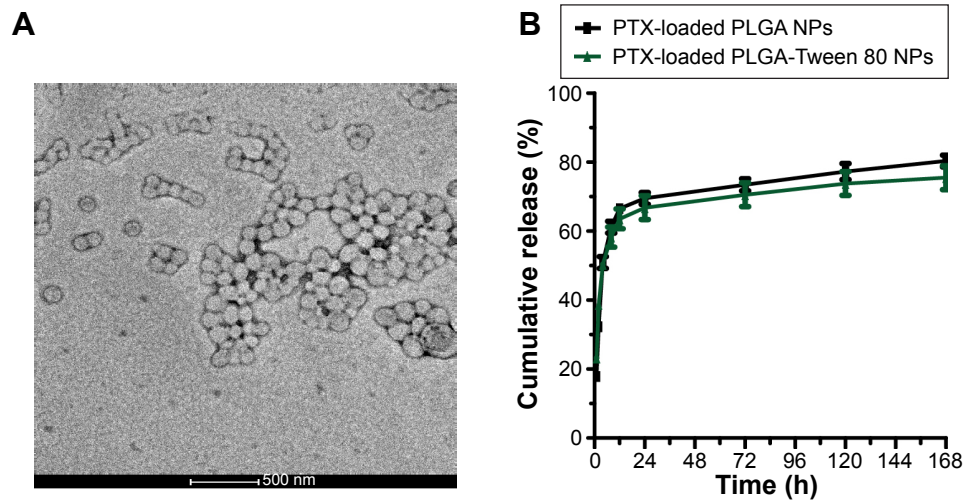 A
500 nm
B
PTX-loaded PLGA NPs
PTX-loaded PLGA-Tween 80 NPs
Cumulative release (%)
100
80
60
40
20
0
0 24 48 72 96 120 144 168
Time (h)